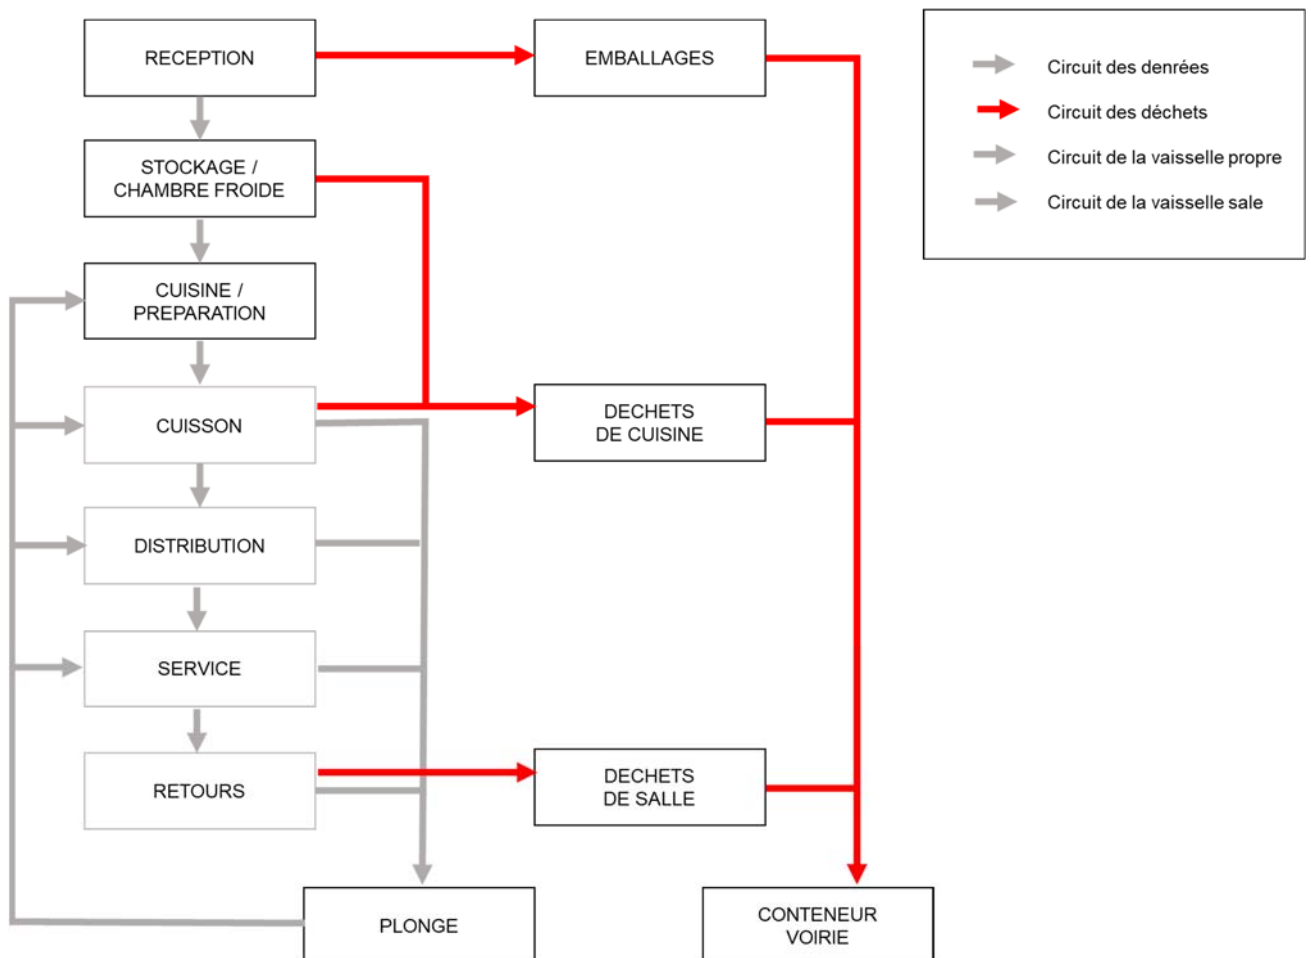 RECEPTION
EMBALLAGES
Circuit des denrées
Circuit des déchets
Circuit de la vaisselle propre
Circuit de la vaisselle sale
STOCKAGE /
CHAMBRE FROIDE
CUISINE /
PREPARATION
CUISSON
DECHETS
DE CUISINE
DISTRIBUTION
SERVICE
RETOURS
DECHETS
DE SALLE
PLONGE
CONTENEUR
VOIRIE